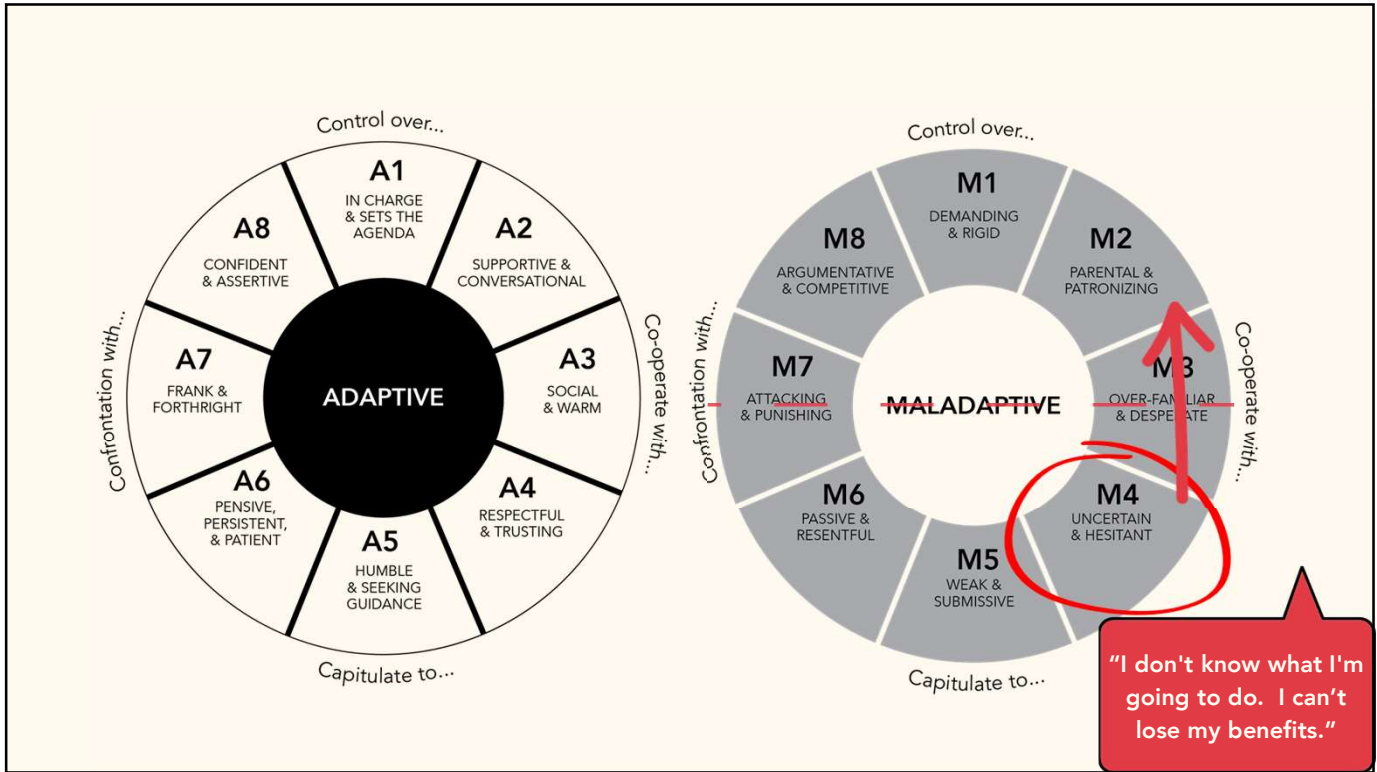 Control over...
A1
IN CHARGE
& SETS THE
AGENDA
A2
SUPPORTIVE &
CONVERSATIONAL
A3
SOCIAL
& WARM
A4
RESPECTFUL
& TRUSTING
A5
HUMBLE
& SEEKING
GUIDANCE
A6
PENSIVE,
PERSISTENT,
& PATIENT
A7
FRANK &
FORTHRIGHT
A8
CONFIDENT
& ASSERTIVE
ADAPTIVE
Confrontation with...
Co-operate with...
Capitulate to...
Control over...
M1
DEMANDING
& RIGID
M2
PARENTAL &
PATRONIZING
M3
OVER-FAMILIAR
& DESPERATE
M4
UNCERTAIN
& HESITANT
M5
WEAK &
SUBMISSIVE
M6
PASSIVE &
RESENTFUL
M7
ATTACKING
& PUNISHING
M8
ARGUMENTATIVE
& COMPETITIVE
MALADAPTIVE
Confrontation with...
Co-operate with...
Capitulate to...
"I don't know what I'm
going to do.  I can’t
lose my benefits.”